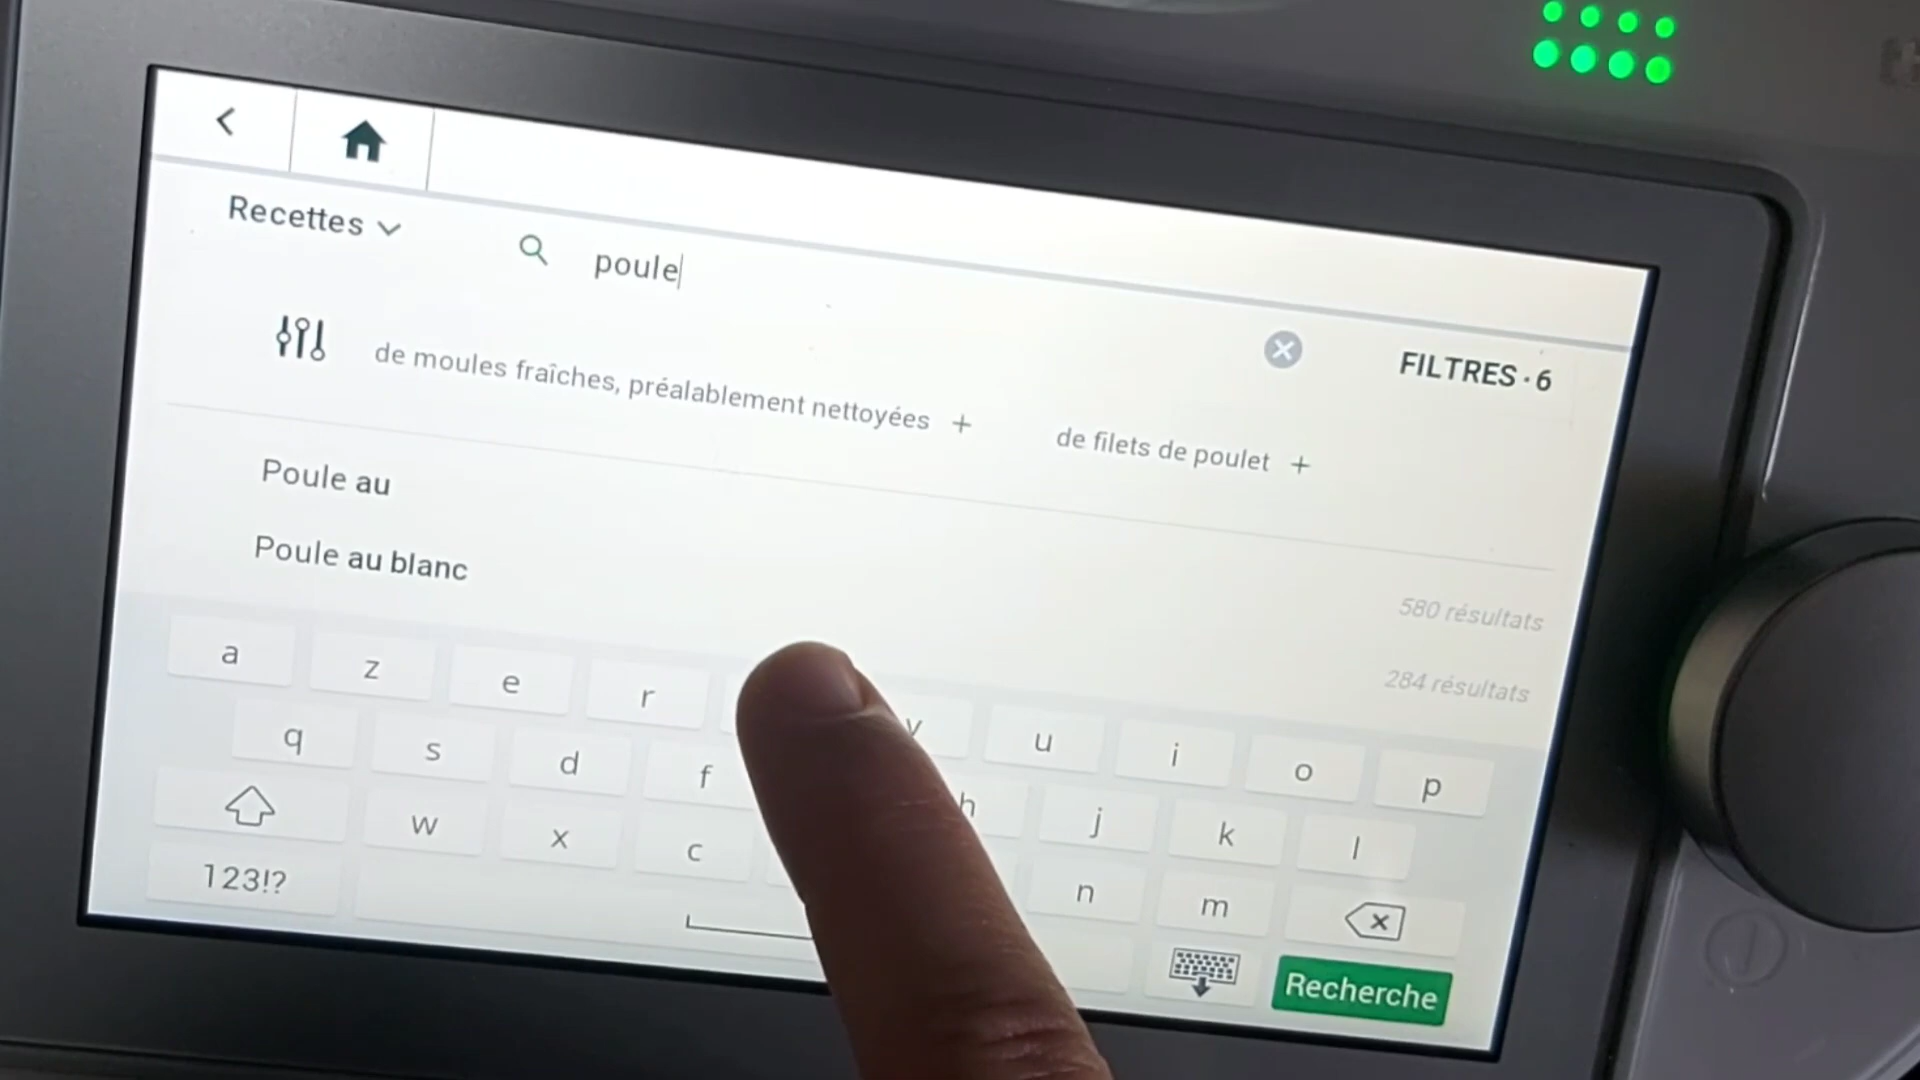 Recettes
poule
FILTRES · 6
de moules fraîches, préalablement nettoyées +
de filets de poulet +
Poule au
580 résultats
Poule au blanc
284 résultats
a z e r y u i o p
q s d f h j k l
w x c n m
123!?
Recherche